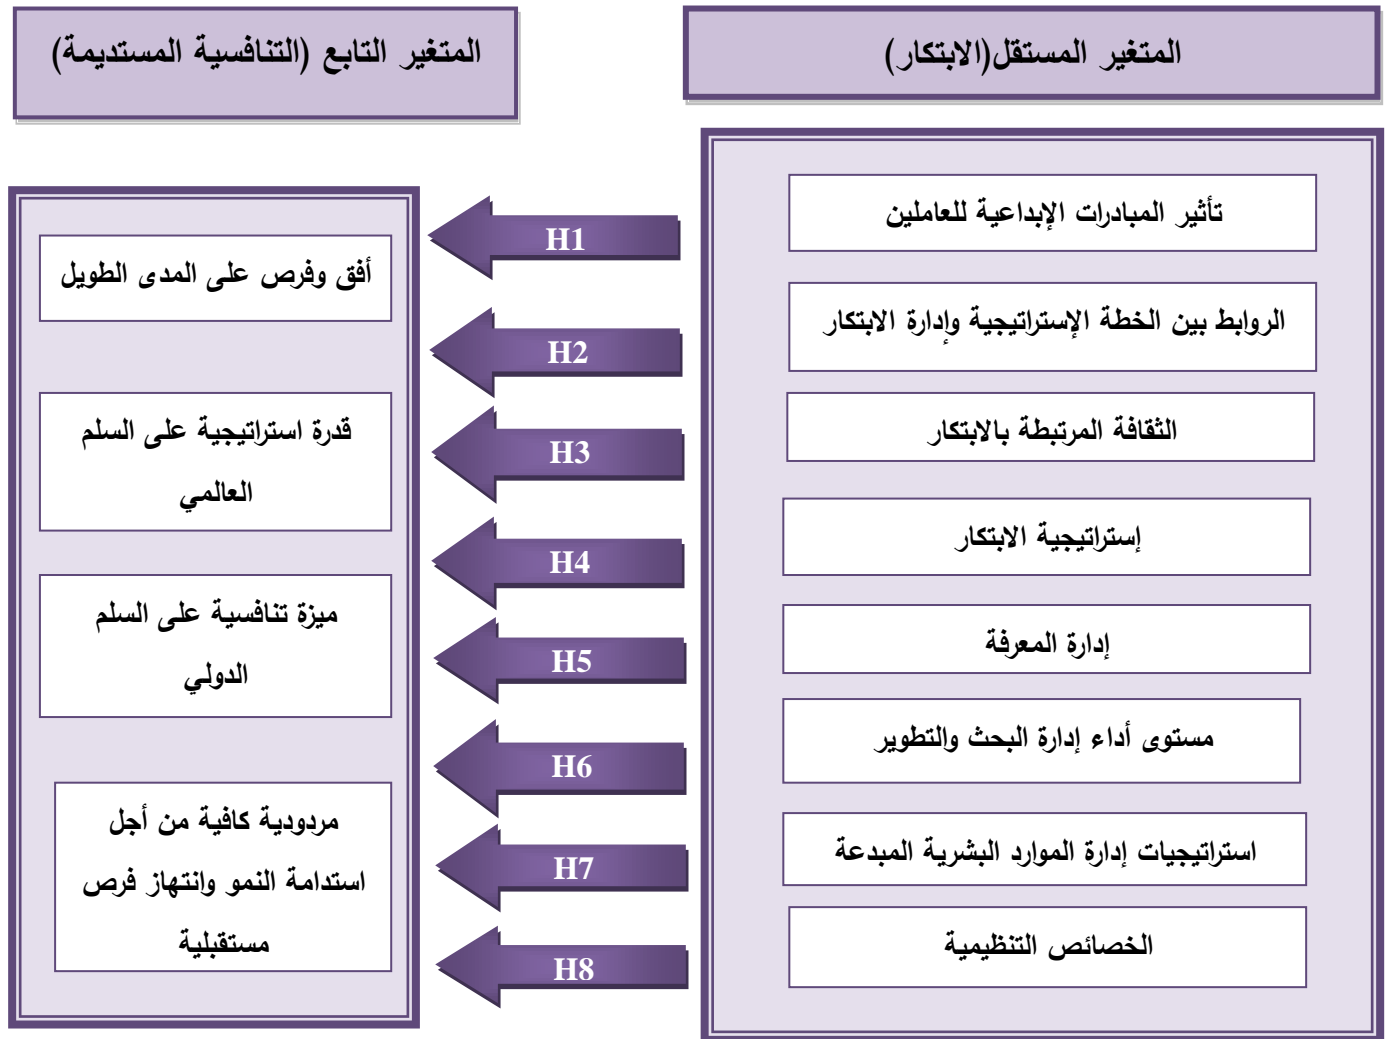 المتغير المستقل(الابتكار)
المتغير التابع (التنافسية المستديمة)
تأثير المبادرات الإبداعية للعاملين
الروابط بين الخطة الإستراتيجية وإدارة الابتكار
الثقافة المرتبطة بالابتكار
إستراتيجية الابتكار
إدارة المعرفة
مستوى أداء إدارة البحث والتطوير
استراتيجيات إدارة الموارد البشرية المبدعة
الخصائص التنظيمية
H1
H2
H3
H4
H5
H6
H7
H8
أفق وفرص على المدى الطويل
قدرة استراتيجية على السلم
العالمي
ميزة تنافسية على السلم
الدولي
مردودية كافية من أجل
استدامة النمو وانتهاز فرص
مستقبلية